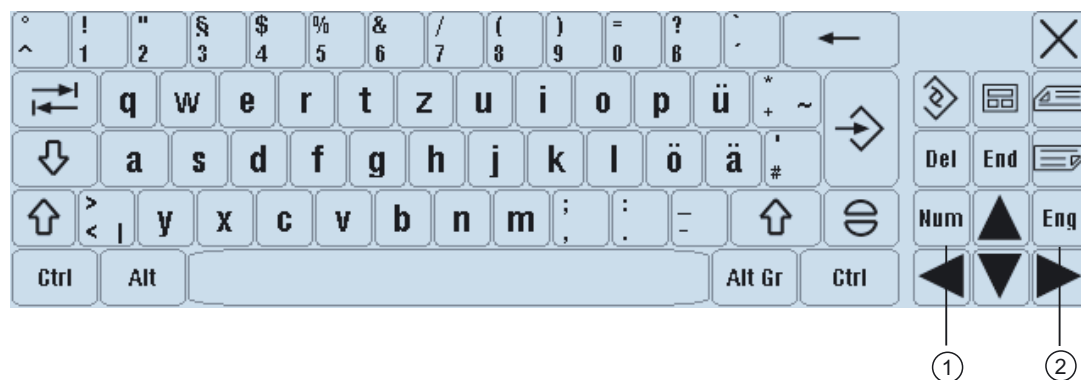 ° ! " § $ % & / ( ) = ? `
^ 1 2 3 4 5 6 7 8 9 0 ß ´
q w e r t z u i o p ü * + ~
a s d f g h j k l ö ä ' #
> < | y x c v b n m ; , : . _ -
Ctrl Alt Alt Gr Ctrl
Del End
Num Eng
1 2